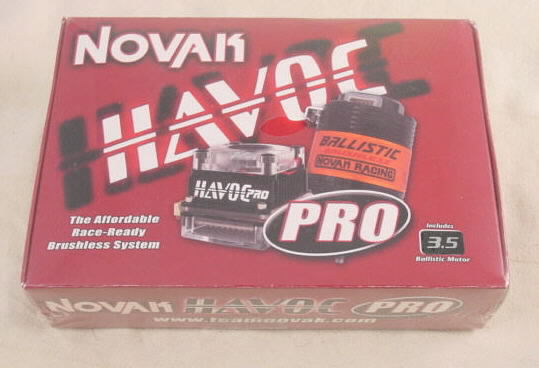 NOVAK
HAVOC
BALLISTIC
NOVAK RACING
HAVOC PRO
PRO
The Affordable
Race-Ready
Brushless System
Includes
3.5
Ballistic Motor
NOVAK HAVOC PRO
www.teamnovak.com